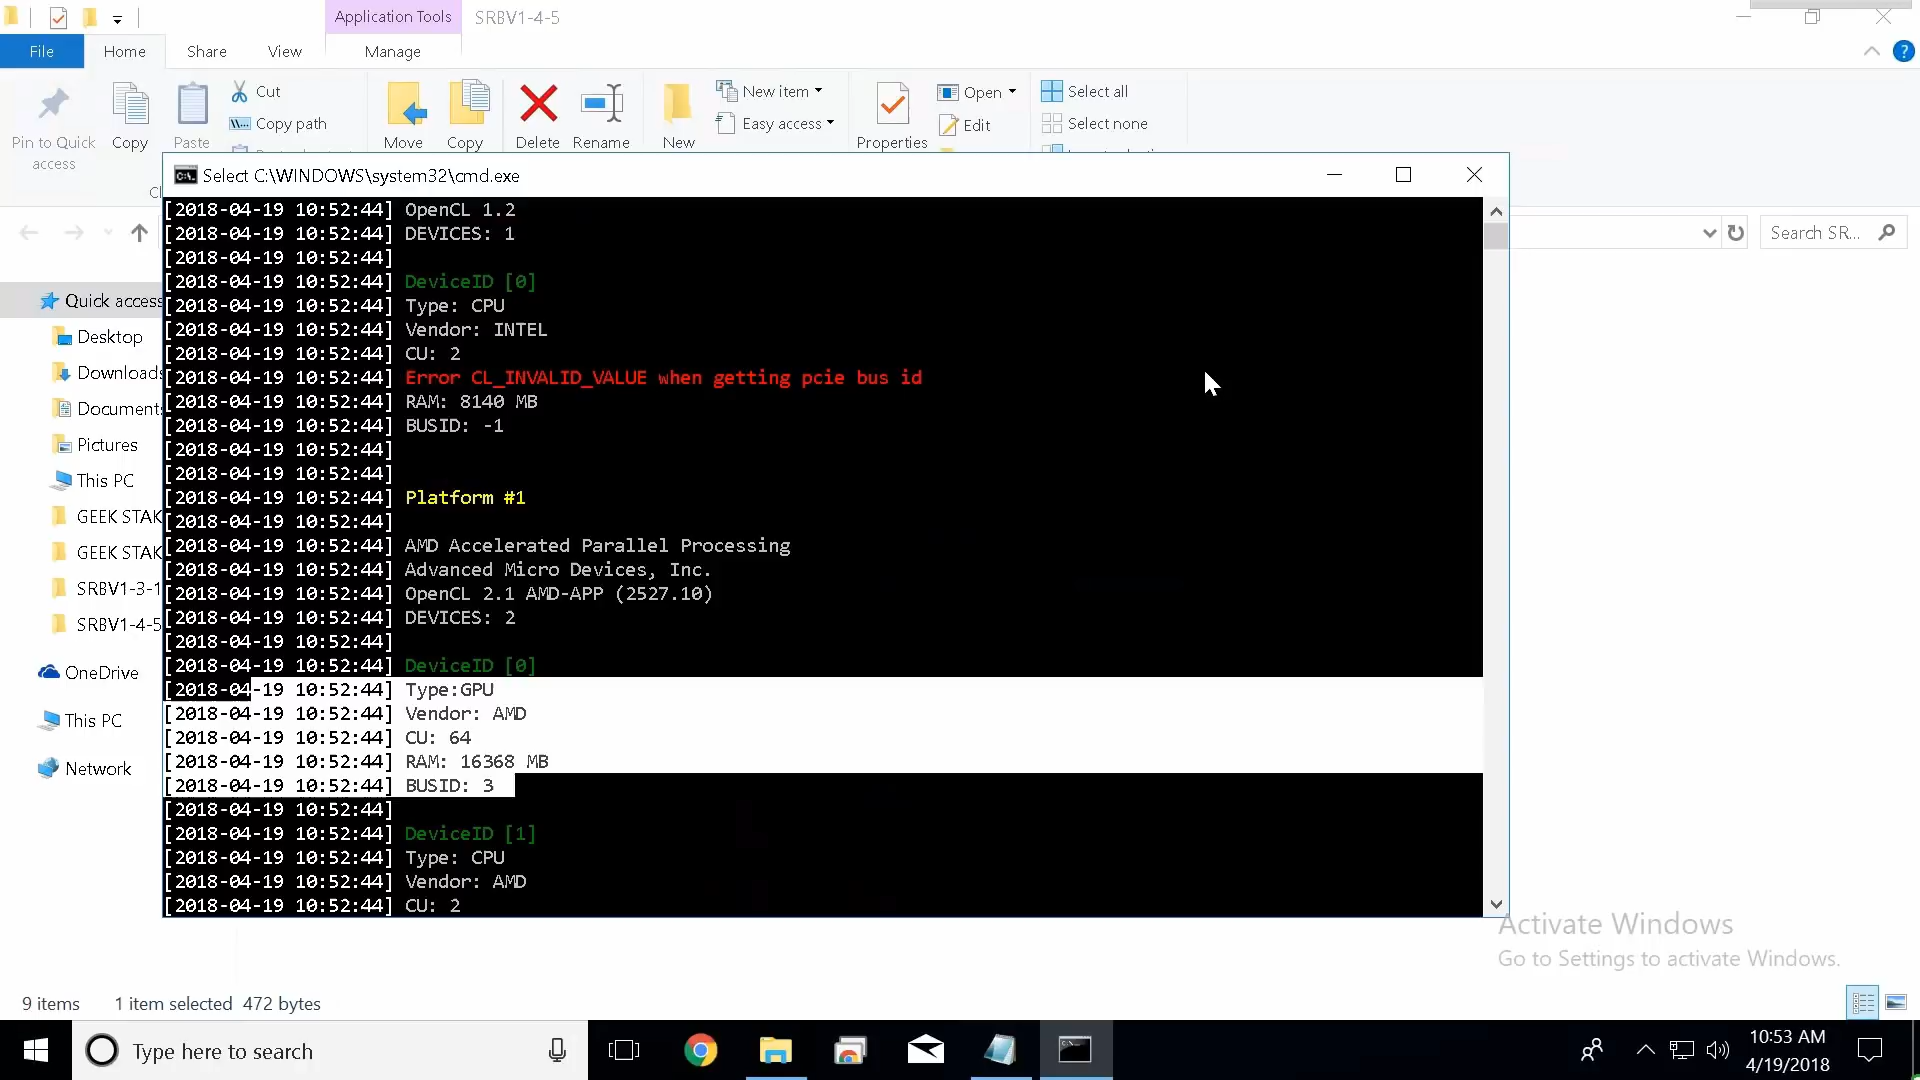 Application Tools
SRBV1-4-5
File
Home
Share
View
Manage
Pin to Quick
access
Copy
Paste
Cut
Copy path
Move
Copy
Delete
Rename
New
New item
Easy access
Properties
Open
Edit
Select all
Select none
Search SR...
Select C:\WINDOWS\system32\cmd.exe
[2018-04-19 10:52:44] OpenCL 1.2
[2018-04-19 10:52:44] DEVICES: 1
[2018-04-19 10:52:44]
[2018-04-19 10:52:44] DeviceID [0]
[2018-04-19 10:52:44] Type: CPU
[2018-04-19 10:52:44] Vendor: INTEL
[2018-04-19 10:52:44] CU: 2
[2018-04-19 10:52:44] Error CL_INVALID_VALUE when getting pcie bus id
[2018-04-19 10:52:44] RAM: 8140 MB
[2018-04-19 10:52:44] BUSID: -1
[2018-04-19 10:52:44]
[2018-04-19 10:52:44]
[2018-04-19 10:52:44] Platform #1
[2018-04-19 10:52:44]
[2018-04-19 10:52:44] AMD Accelerated Parallel Processing
[2018-04-19 10:52:44] Advanced Micro Devices, Inc.
[2018-04-19 10:52:44] OpenCL 2.1 AMD-APP (2527.10)
[2018-04-19 10:52:44] DEVICES: 2
[2018-04-19 10:52:44]
[2018-04-19 10:52:44] DeviceID [0]
[2018-04-19 10:52:44] Type:GPU
[2018-04-19 10:52:44] Vendor: AMD
[2018-04-19 10:52:44] CU: 64
[2018-04-19 10:52:44] RAM: 16368 MB
[2018-04-19 10:52:44] BUSID: 3
[2018-04-19 10:52:44]
[2018-04-19 10:52:44] DeviceID [1]
[2018-04-19 10:52:44] Type: CPU
[2018-04-19 10:52:44] Vendor: AMD
[2018-04-19 10:52:44] CU: 2
Quick access
Desktop
Downloads
Document
Pictures
This PC
GEEK STAK
GEEK STAK
SRBV1-3-1
SRBV1-4-5
OneDrive
This PC
Network
Activate Windows
Go to Settings to activate Windows.
9 items
1 item selected 472 bytes
Type here to search
10:53 AM
4/19/2018